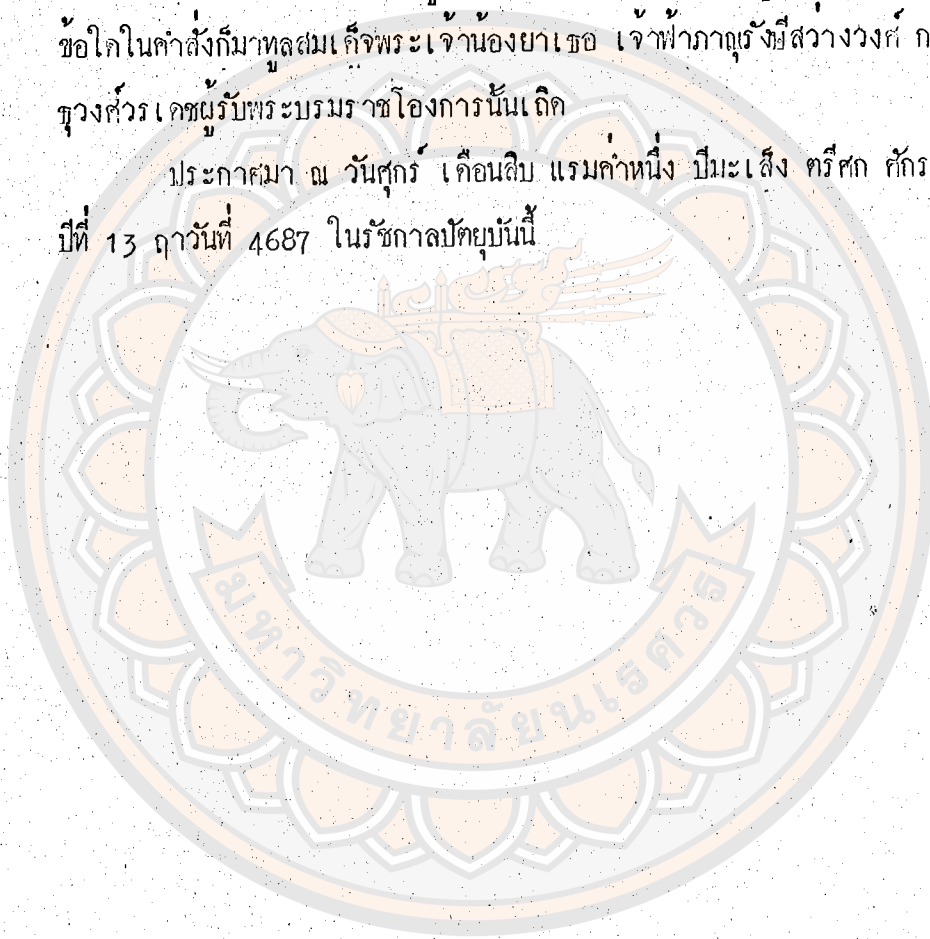 ข้อใดในคำสั่งก็มาทูลสมเด็จพระเจ้าน้องยาเธอ เจ้าฟ้าภาณุรังษีสว่างวงศ์ ก
ธุวงศ์วรเดชผู้รับพระบรมราชโองการนั้นเถิด
ประกาศมา ณ วันศุกร์ เดือนสิบ แรมค่ำหนึ่ง ปีมะเส็ง ตรีศก ศักร
ปีที่ 13 ฤาวันที่ 4687 ในรัชกาลปัตยุบันนี้
มหาวิทยาลัยนเรศวร